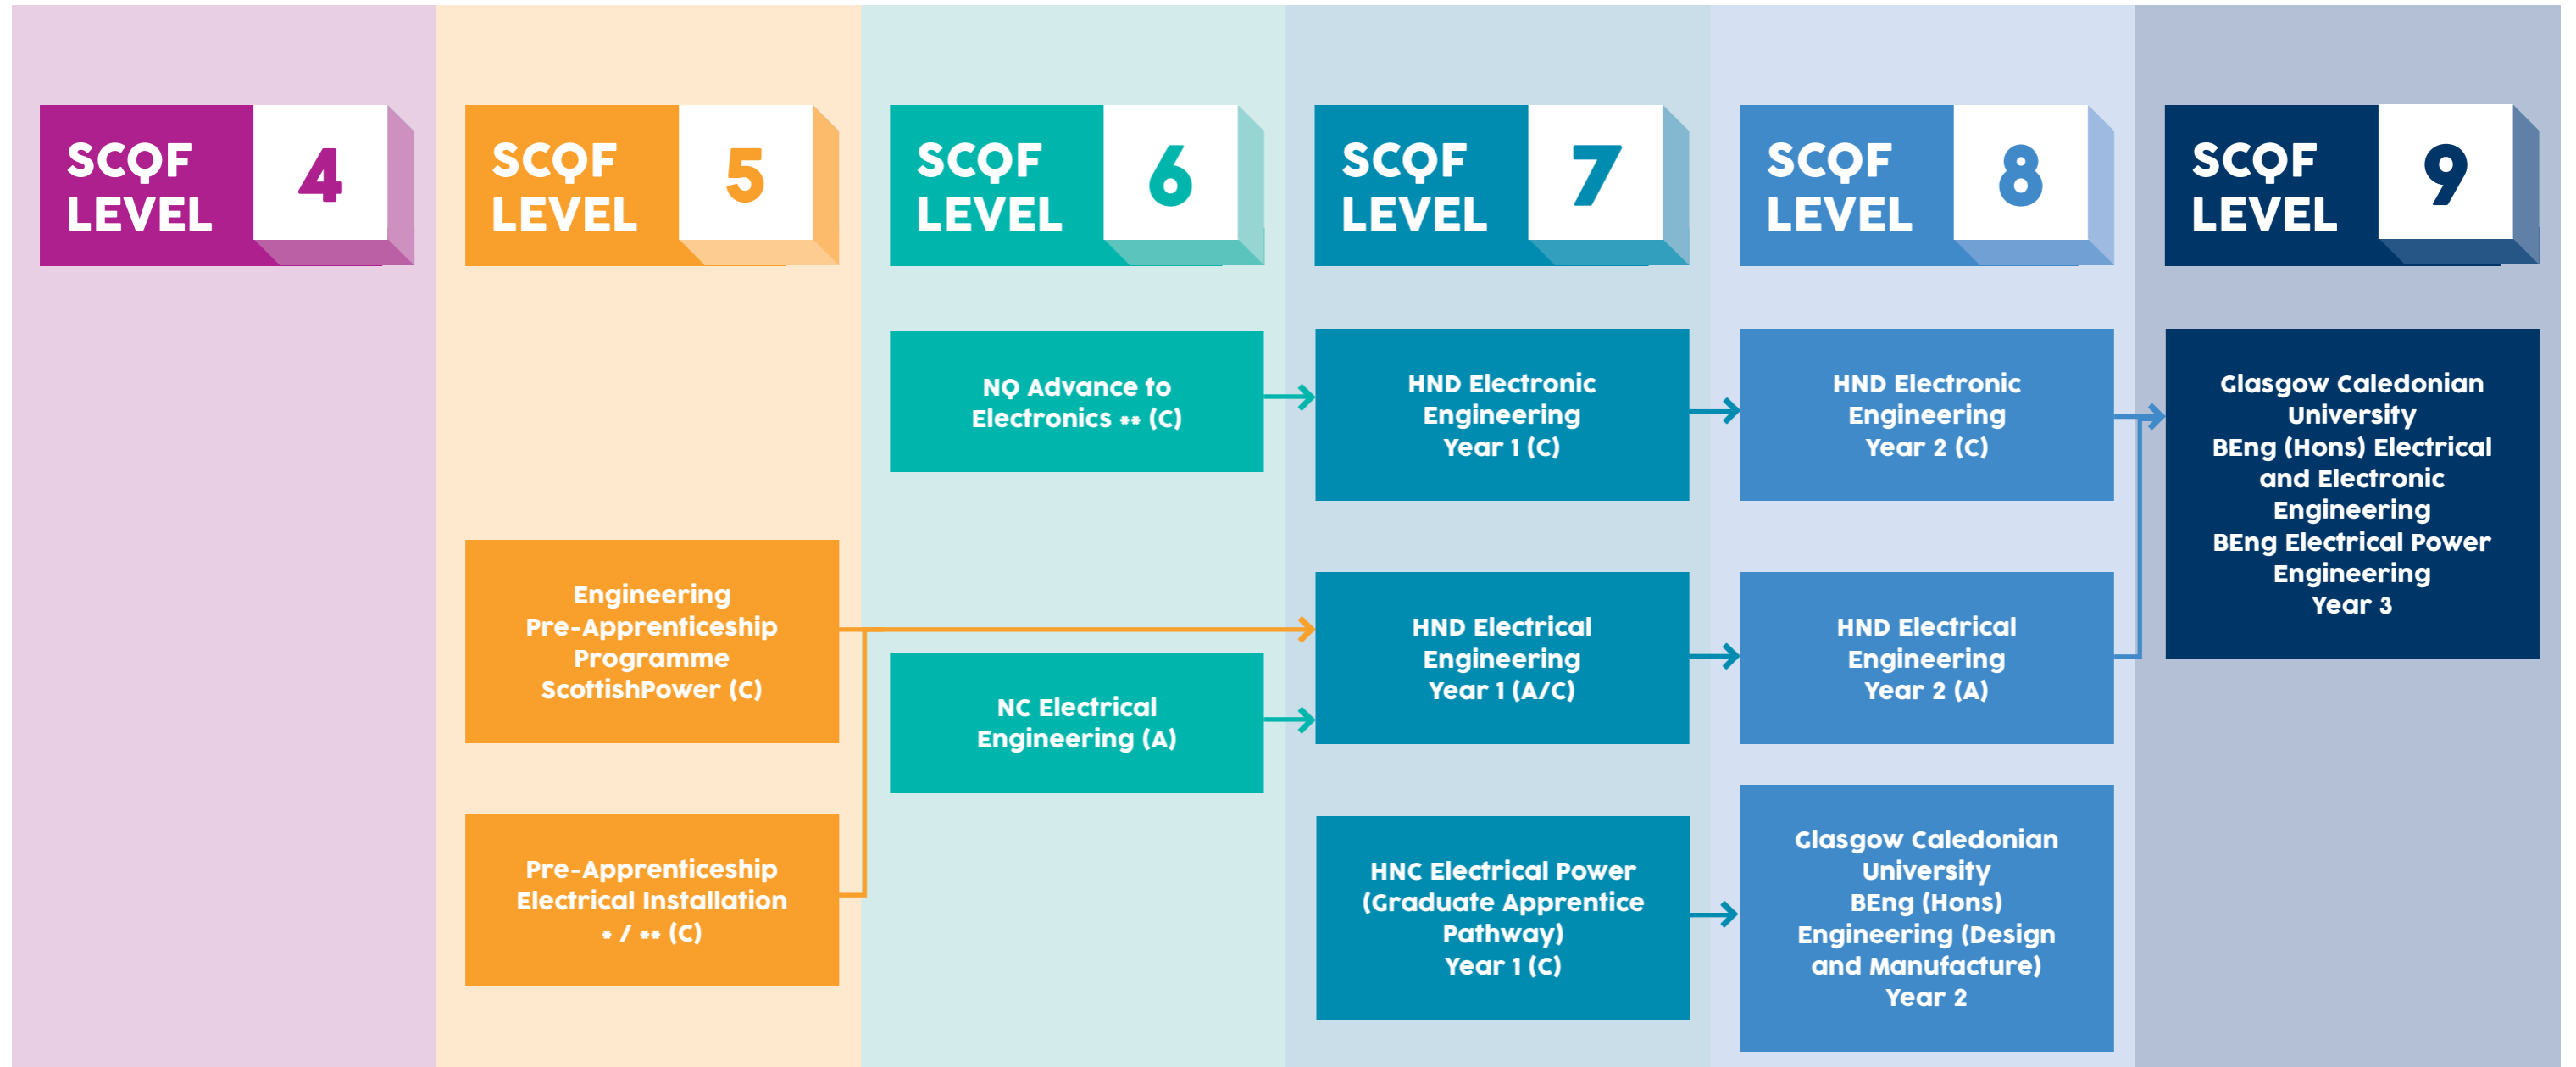 SCQF
LEVEL
4
SCQF
LEVEL
5
SCQF
LEVEL
6
SCQF
LEVEL
7
SCQF
LEVEL
8
SCQF
LEVEL
9
Engineering
Pre-Apprenticeship
Programme
ScottishPower (C)
Pre-Apprenticeship
Electrical Installation
* / ** (C)
NQ Advance to
Electronics ** (C)
NC Electrical
Engineering (A)
HND Electronic
Engineering
Year 1 (C)
HND Electrical
Engineering
Year 1 (A/C)
HNC Electrical Power
(Graduate Apprentice
Pathway)
Year 1 (C)
HND Electronic
Engineering
Year 2 (C)
HND Electrical
Engineering
Year 2 (A)
Glasgow Caledonian
University
BEng (Hons)
Engineering (Design
and Manufacture)
Year 2
Glasgow Caledonian
University
BEng (Hons) Electrical
and Electronic
Engineering
BEng Electrical Power
Engineering
Year 3